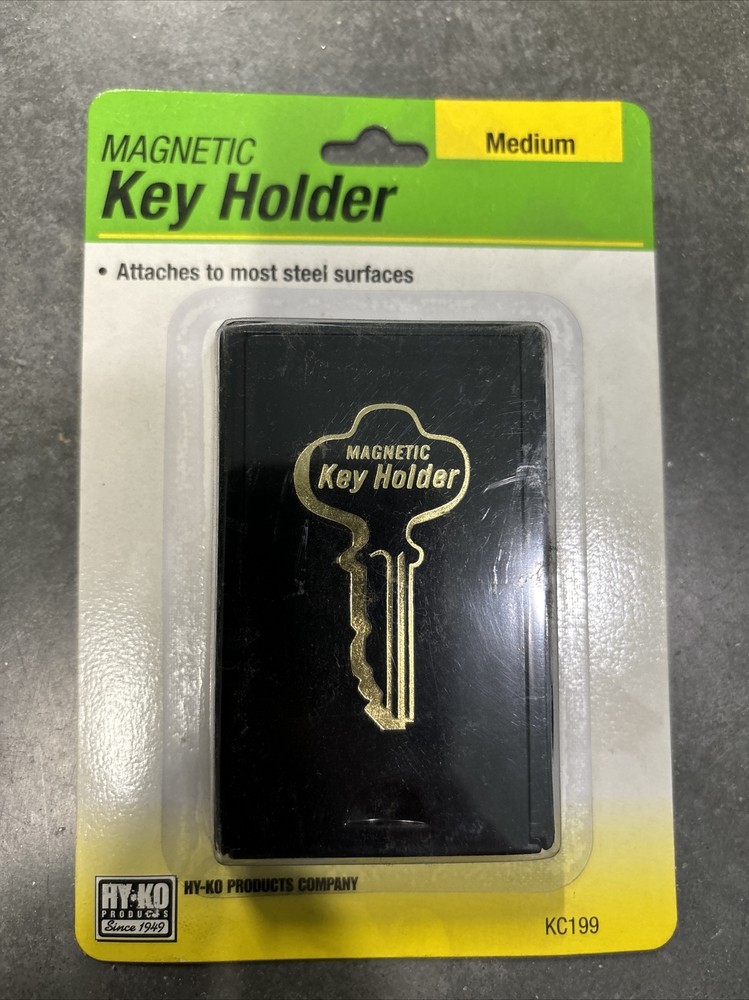 MAGNETIC
Key Holder
Medium
• Attaches to most steel surfaces
MAGNETIC
Key Holder
HY-KO
PRODUCTS
Since 1949
HY-KO PRODUCTS COMPANY
KC199